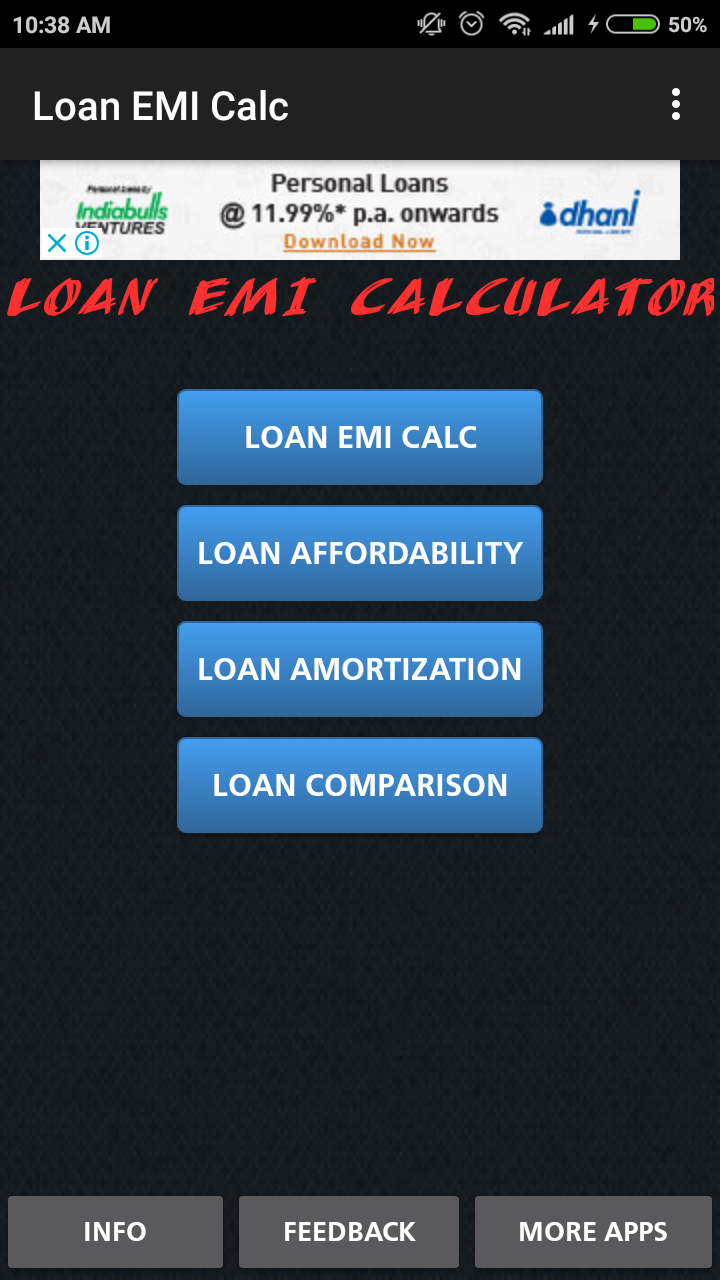 10:38 AM
50%
Loan EMI Calc
Personal Loans by
Indiabulls
VENTURES
Personal Loans
@ 11.99%* p.a. onwards
Download Now
dhani
LOAN EMI CALCULATOR
LOAN EMI CALC
LOAN AFFORDABILITY
LOAN AMORTIZATION
LOAN COMPARISON
INFO
FEEDBACK
MORE APPS